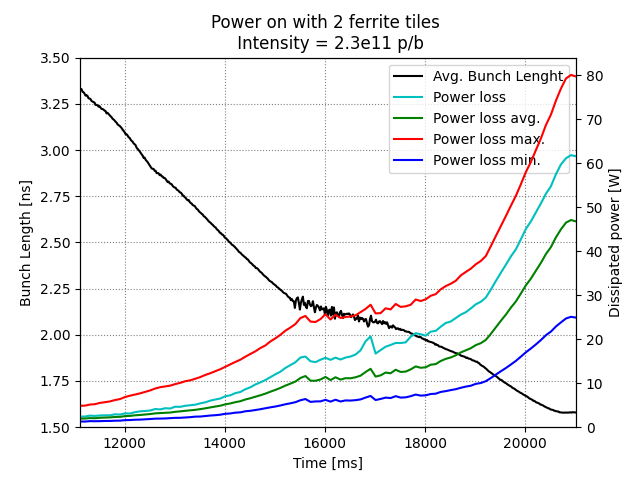 Power on with 2 ferrite tiles
Intensity = 2.3e11 p/b
3.50
3.25
3.00
2.75
2.50
2.25
2.00
1.75
1.50
Bunch Length [ns]
Avg. Bunch Lenght
Power loss
Power loss avg.
Power loss max.
Power loss min.
80
70
60
50
40
30
20
10
0
Dissipated power [W]
12000 14000 16000 18000 20000
Time [ms]